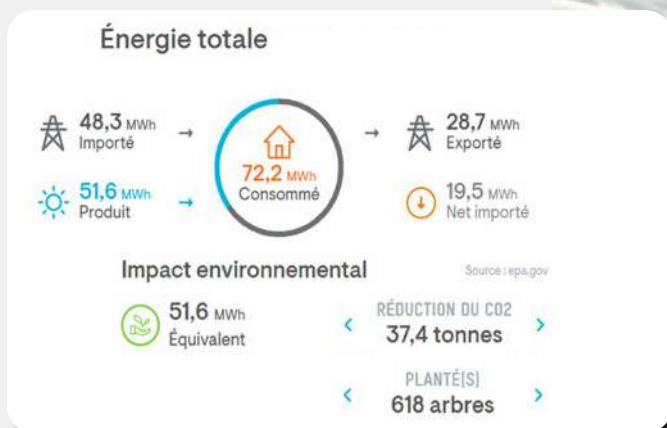 Énergie totale
48,3 MWh
Importé
51,6 MWh
Produit
72,2 MWh
Consommé
28,7 MWh
Exporté
19,5 MWh
Net importé
Impact environnemental
Source : epa.gov
51,6 MWh
Équivalent
RÉDUCTION DU CO2
37,4 tonnes
PLANTÉ(S)
618 arbres